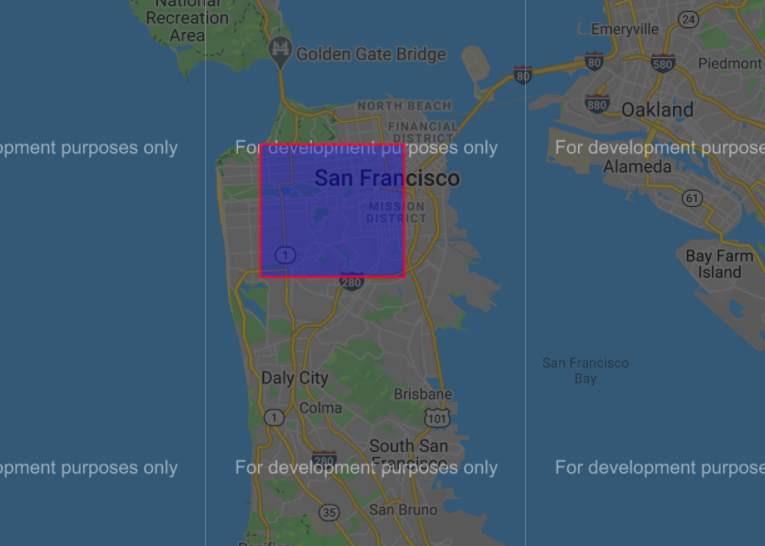 National
Recreation
Area
Golden Gate Bridge
Emeryville
24
80
80
580
Piedmont
880
NORTH BEACH
FINANCIAL
DISTRICT
Oakland
opment purposes only
For development purposes only
For development purpose
Alameda
San Francisco
MISSION
DISTRICT
61
1
280
Bay Farm
Island
San Francisco
Bay
Daly City
Brisbane
Colma
1
101
South San
Francisco
280
opment purposes only
For development purposes only
For development purpose
35
San Bruno